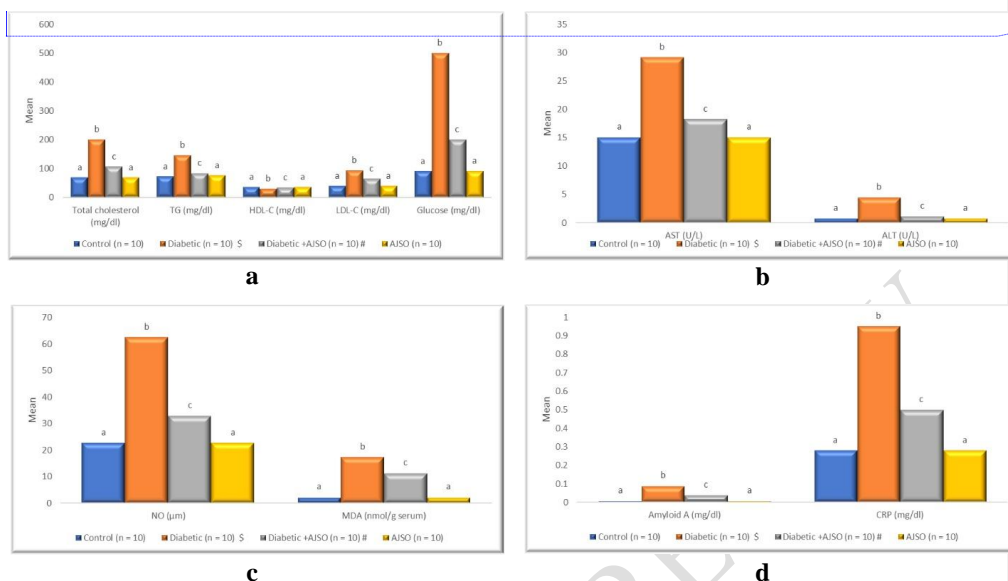 600
500
400
300
200
100
0
Mean
a b c a a b c a a b c a a b c a a b c a
Total cholesterol (mg/dl) TG (mg/dl) HDL-C (mg/dl) LDL-C (mg/dl) Glucose (mg/dl)
Control (n = 10) Diabetic (n = 10) $ Diabetic +AJSO (n = 10) # AJSO (n = 10)
a
35
30
25
20
15
10
5
0
Mean
a b c a a b c a
AST (U/L) ALT (U/L)
Control (n = 10) Diabetic (n = 10) $ Diabetic +AJSO (n = 10) # AJSO (n = 10)
b
70
60
50
40
30
20
10
0
Mean
a b c a a b c a
NO (µm) MDA (nmol/g serum)
Control (n = 10) Diabetic (n = 10) $ Diabetic +AJSO (n = 10) # AJSO (n = 10)
c
1
0.9
0.8
0.7
0.6
0.5
0.4
0.3
0.2
0.1
0
Mean
a b c a a b c a
Amyloid A (mg/dl) CRP (mg/dl)
Control (n = 10) Diabetic (n = 10) $ Diabetic +AJSO (n = 10) # AJSO (n = 10)
d